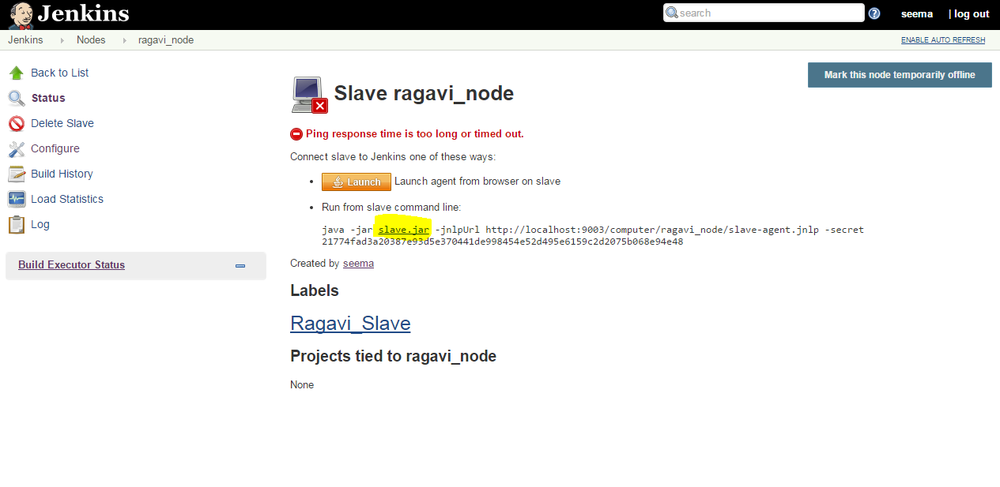 Jenkins
search
seema | log out
Jenkins Nodes ragavi_node
ENABLE AUTO REFRESH
Back to List
Status
Delete Slave
Configure
Build History
Load Statistics
Log
Build Executor Status
Mark this node temporarily offline
Slave ragavi_node
Ping response time is too long or timed out.
Connect slave to Jenkins one of these ways:
Launch Launch agent from browser on slave
Run from slave command line:
java -jar slave.jar -jnlpUrl http://localhost:9003/computer/ragavi_node/slave-agent.jnlp -secret
21774fad3a20387e93d5e370441de998454e52d495e6159c2d2075b068e94e48
Created by seema
Labels
Ragavi_Slave
Projects tied to ragavi_node
None